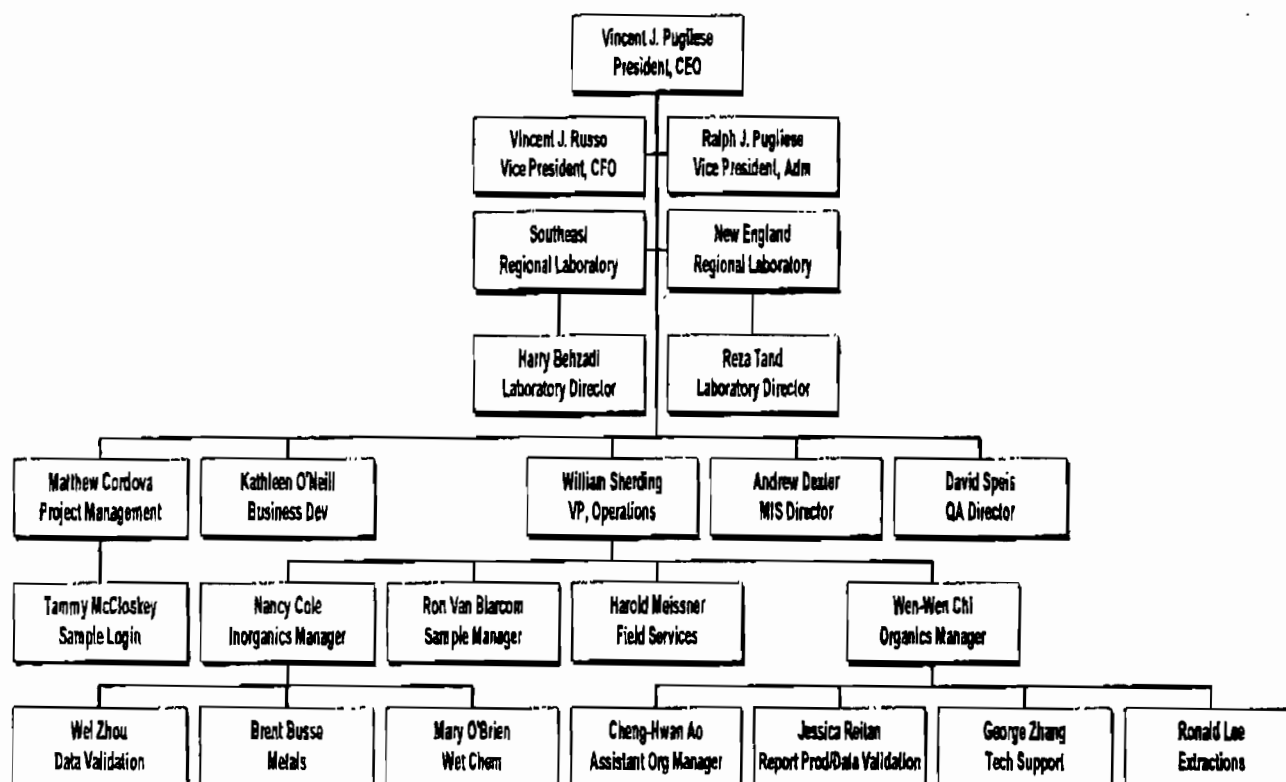 Vincent J. Pugliese
President, CEO
Vincent J. Russo
Vice President, CFO
Ralph J. Pugliese
Vice President, Adm
Southeast
Regional Laboratory
New England
Regional Laboratory
Harry Behzadi
Laboratory Director
Reza Tand
Laboratory Director
Matthew Cordova
Project Management
Kathleen O'Neill
Business Dev
William Sherding
VP, Operations
Andrew Dexler
MIS Director
David Speis
QA Director
Tammy McCloskey
Sample Login
Nancy Cole
Inorganics Manager
Ron Van Blarcom
Sample Manager
Harold Meissner
Field Services
Wen-Wen Chi
Organics Manager
Wei Zhou
Data Validation
Brent Busse
Metals
Mary O'Brien
Wet Chem
Cheng-Hwan Ao
Assistant Org Manager
Jessica Reitan
Report Prod/Data Validation
George Zhang
Tech Support
Ronald Lee
Extractions